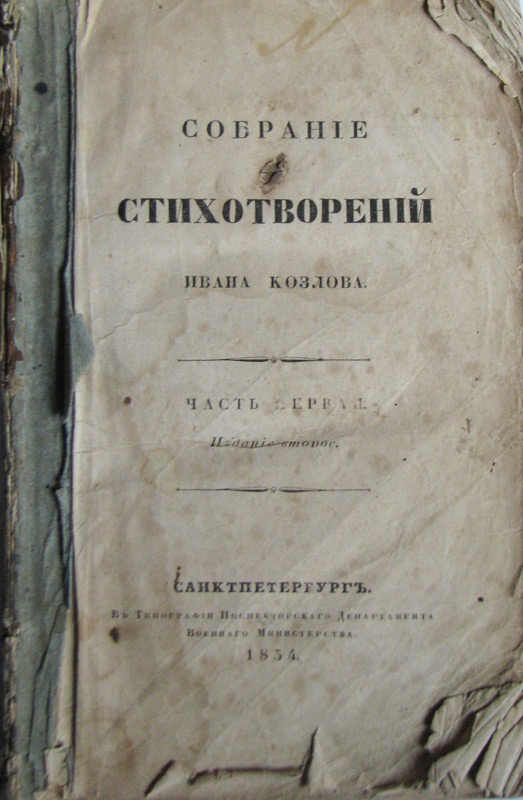 СОБРАНІЕ
СТИХОТВОРЕНІЙ
ИВАНА КОЗЛОВА.
ЧАСТЬ ПЕРВАЯ.
Изданіе второе.
САНКТПЕТЕРБУРГЪ.
Въ Типографіи Инспекторскаго Департамента
Военнаго Министерства.
1834.